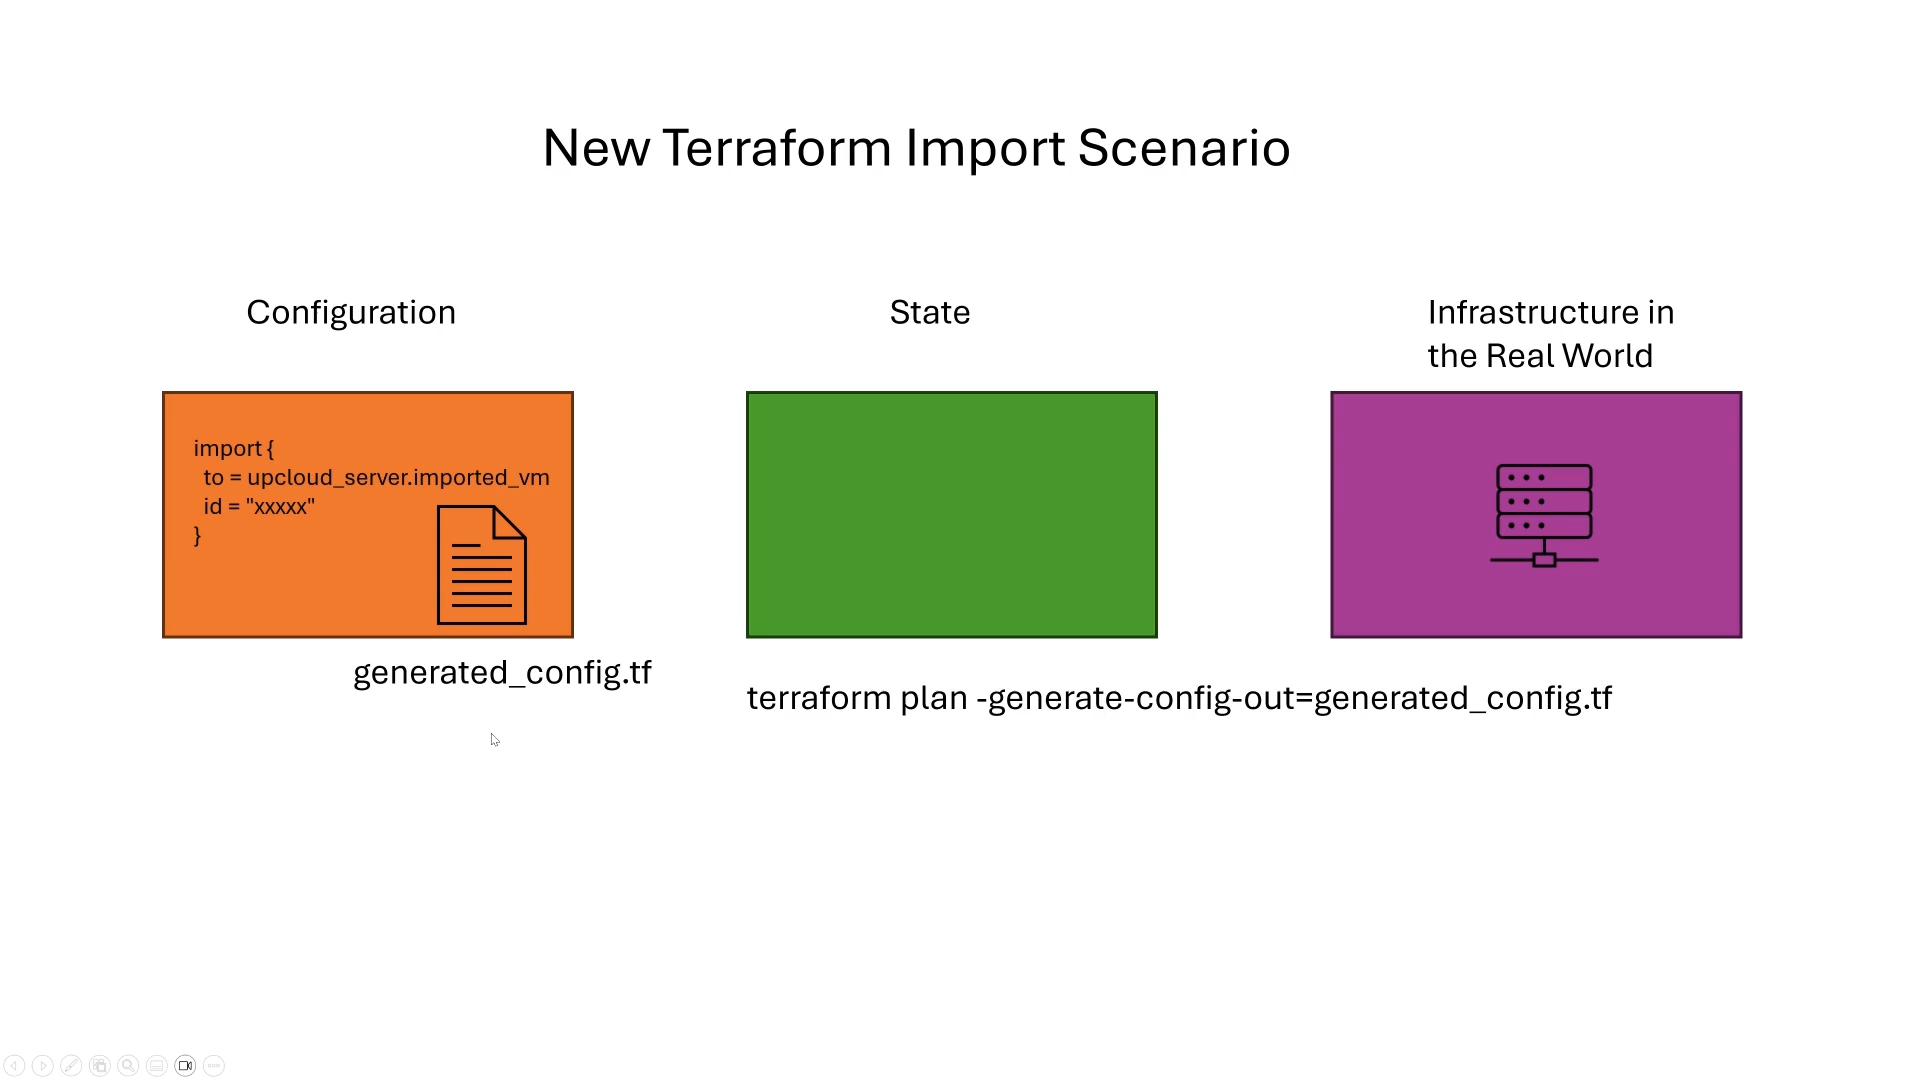 New Terraform Import Scenario
Configuration
State
Infrastructure in
the Real World
import {
  to = upcloud_server.imported_vm
  id = "xxxxx"
}
generated_config.tf
terraform plan -generate-config-out=generated_config.tf